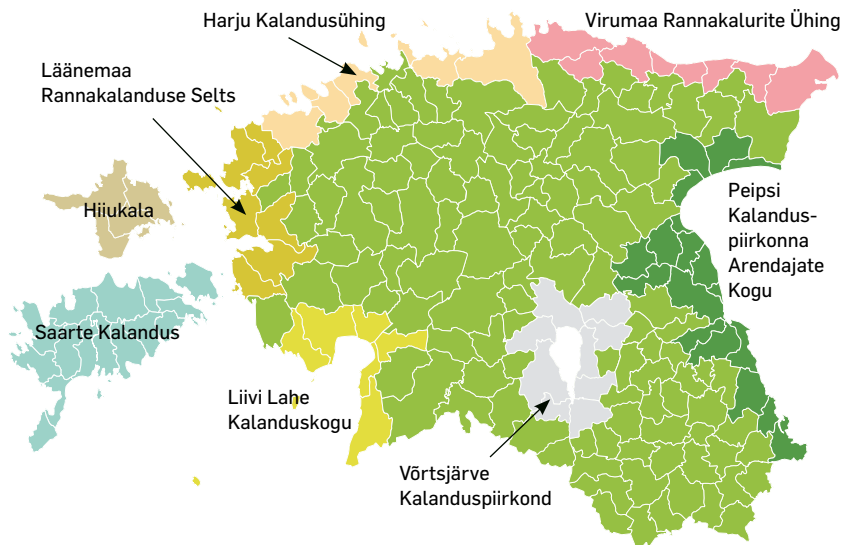 Harju Kalandusühing
Virumaa Rannakalurite Ühing
Läänemaa
Rannakalanduse Selts
Hiiukala
Peipsi
Kalandus-
piirkonna
Arendajate
Kogu
Saarte Kalandus
Liivi Lahe
Kalanduskogu
Võrtsjärve
Kalanduspiirkond